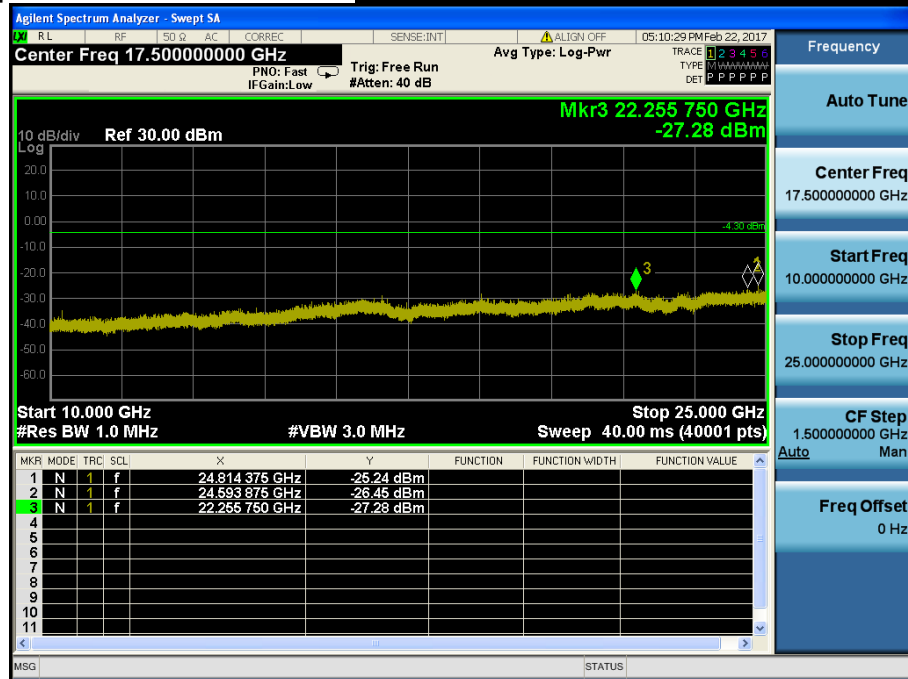 Agilent Spectrum Analyzer - Swept SA
LXI RL RF 50 Ω AC CORREC SENSE:INT ALIGN OFF 05:10:29 PM Feb 22, 2017
Center Freq 17.500000000 GHz Avg Type: Log-Pwr TRACE 1 2 3 4 5 6
PNO: Fast Trig: Free Run TYPE M WWWWW
IFGain:Low #Atten: 40 dB DET P P P P P P
Mkr3 22.255 750 GHz
10 dB/div Ref 30.00 dBm -27.28 dBm
Log
20.0
10.0
0.00
-4.30 dBm
-10.0
-20.0
3
-30.0
-40.0
-50.0
-60.0
Start 10.000 GHz Stop 25.000 GHz
#Res BW 1.0 MHz #VBW 3.0 MHz Sweep 40.00 ms (40001 pts)
MKR MODE TRC SCL X Y FUNCTION FUNCTION WIDTH FUNCTION VALUE
1 N 1 f 24.814 375 GHz -25.24 dBm
2 N 1 f 24.593 875 GHz -26.45 dBm
3 N 1 f 22.255 750 GHz -27.28 dBm
4
5
6
7
8
9
10
11
MSG STATUS
Frequency
Auto Tune
Center Freq
17.500000000 GHz
Start Freq
10.000000000 GHz
Stop Freq
25.000000000 GHz
CF Step
1.500000000 GHz
Auto Man
Freq Offset
0 Hz